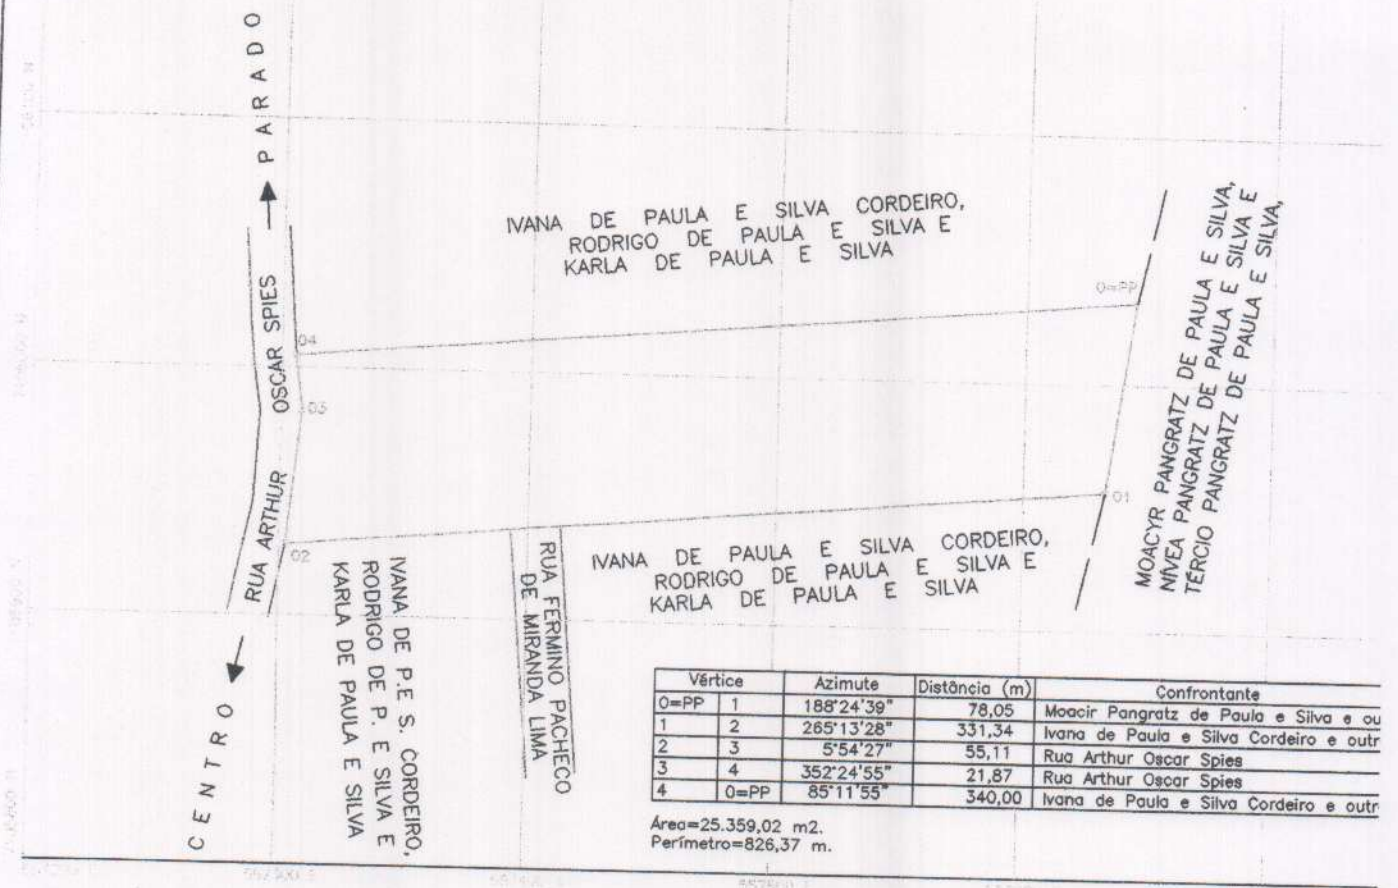 PARADO
IVANA DE PAULA E SILVA CORDEIRO,
RODRIGO DE PAULA E SILVA E
KARLA DE PAULA E SILVA
0=PP
MOACYR PANGRATZ DE PAULA E SILVA,
NÍVEA PANGRATZ DE PAULA E SILVA E
TÉRCIO PANGRATZ DE PAULA E SILVA,
RUA ARTHUR OSCAR SPIES
04
03
02
01
CENTRO
IVANA DE P.E S. CORDEIRO,
RODRIGO DE P. E SILVA E
KARLA DE PAULA E SILVA
RUA FERMINO PACHECO
DE MIRANDA LIMA
IVANA DE PAULA E SILVA CORDEIRO,
RODRIGO DE PAULA E SILVA E
KARLA DE PAULA E SILVA
Vértice Azimute Distância (m) Confrontante
0=PP 1 188°24'39" 78,05 Moacir Pangratz de Paula e Silva e ou
1 2 265°13'28" 331,34 Ivana de Paula e Silva Cordeiro e outr
2 3 5°54'27" 55,11 Rua Arthur Oscar Spies
3 4 352°24'55" 21,87 Rua Arthur Oscar Spies
4 0=PP 85°11'55" 340,00 Ivana de Paula e Silva Cordeiro e outr
Área=25.359,02 m2.
Perímetro=826,37 m.